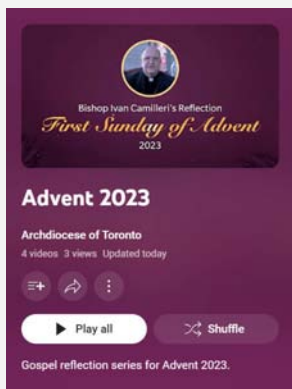 Bishop Ivan Camilleri's Reflection
First Sunday of Advent
2023
Advent 2023
Archdiocese of Toronto
4 videos 3 views Updated today
Play all
Shuffle
Gospel reflection series for Advent 2023.